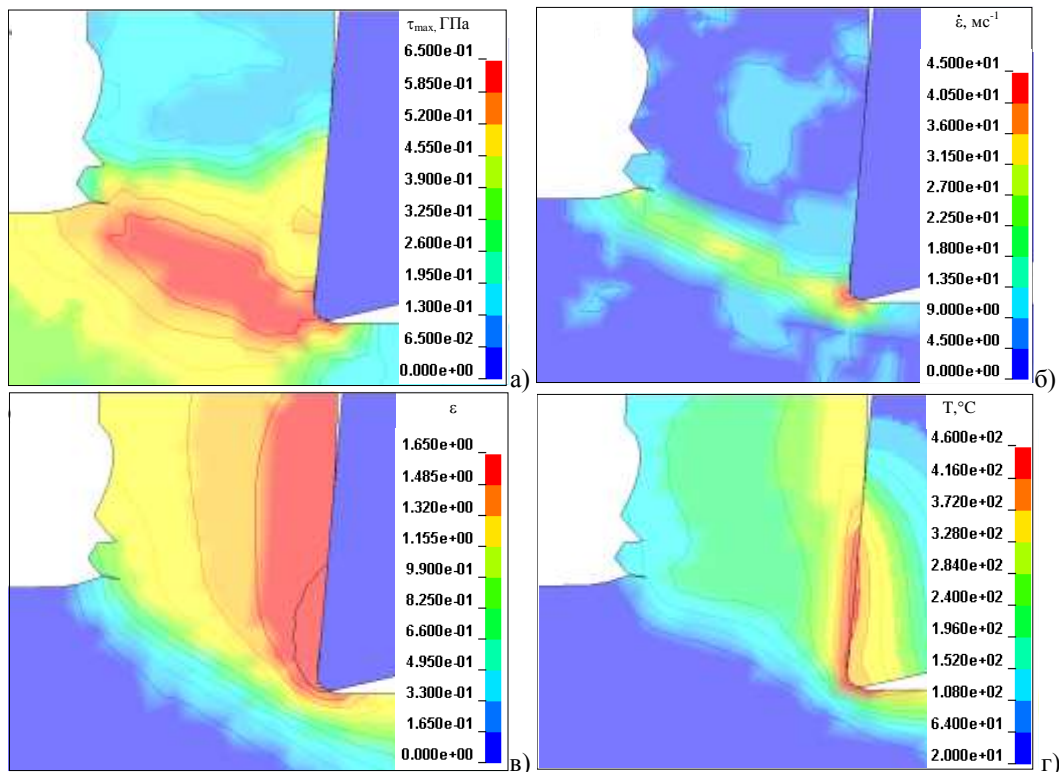 τmax, ГПа
6.500e-01
5.850e-01
5.200e-01
4.550e-01
3.900e-01
3.250e-01
2.600e-01
1.950e-01
1.300e-01
6.500e-02
0.000e+00
а)
ε̇, мс⁻¹
4.500e+01
4.050e+01
3.600e+01
3.150e+01
2.700e+01
2.250e+01
1.800e+01
1.350e+01
9.000e+00
4.500e+00
0.000e+00
б)
ε
1.650e+00
1.485e+00
1.320e+00
1.155e+00
9.900e-01
8.250e-01
6.600e-01
4.950e-01
3.300e-01
1.650e-01
0.000e+00
в)
T,°C
4.600e+02
4.160e+02
3.720e+02
3.280e+02
2.840e+02
2.400e+02
1.960e+02
1.520e+02
1.080e+02
6.400e+01
2.000e+01
г)